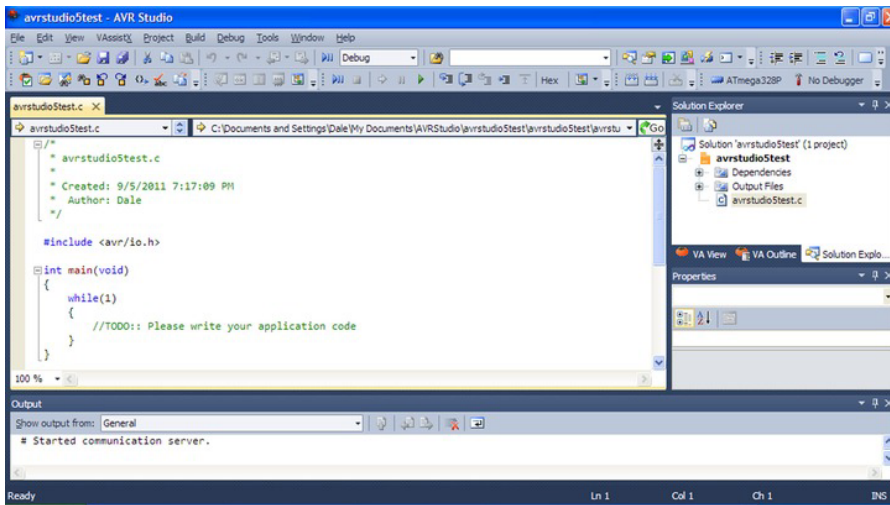 avrstudio5test - AVR Studio
File Edit View VAssistX Project Build Debug Tools Window Help
Debug
Hex ATmega328P No Debugger
avrstudio5test.c
avrstudio5test.c C:\Documents and Settings\Dale\My Documents\AVRStudio\avrstudio5test\avrstudio5test\avrstu Go
/*
* avrstudio5test.c
*
* Created: 9/5/2011 7:17:09 PM
* Author: Dale
*/
#include <avr/io.h>
int main(void)
{
while(1)
{
//TODO:: Please write your application code
}
}
100 %
Solution Explorer
Solution 'avrstudio5test' (1 project)
avrstudio5test
Dependencies
Output Files
avrstudio5test.c
VA View VA Outline Solution Explo...
Properties
Output
Show output from: General
# Started communication server.
Ready Ln 1 Col 1 Ch 1 INS